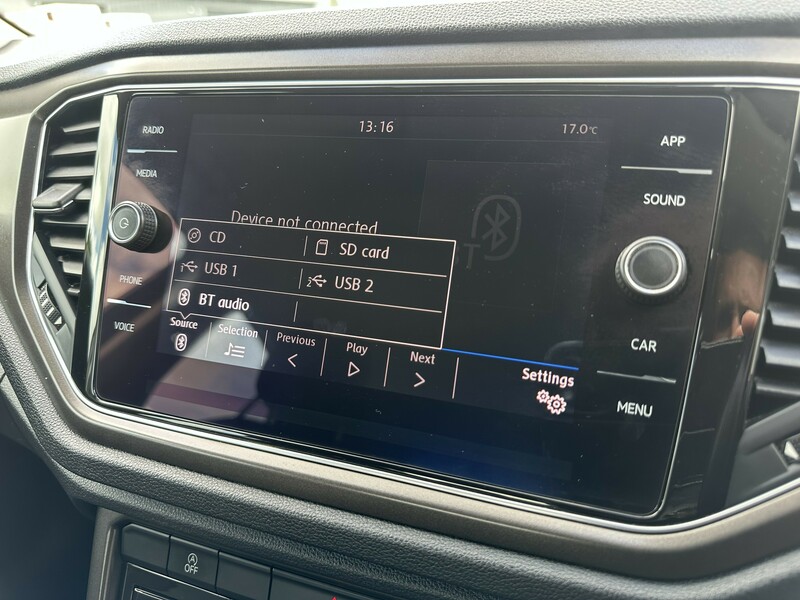 RADIO
MEDIA
PHONE
VOICE
13:16
17.0°C
Device not connected
CD
SD card
USB 1
USB 2
BT audio
Source
Selection
Previous
Play
Next
Settings
APP
SOUND
CAR
MENU
A
OFF